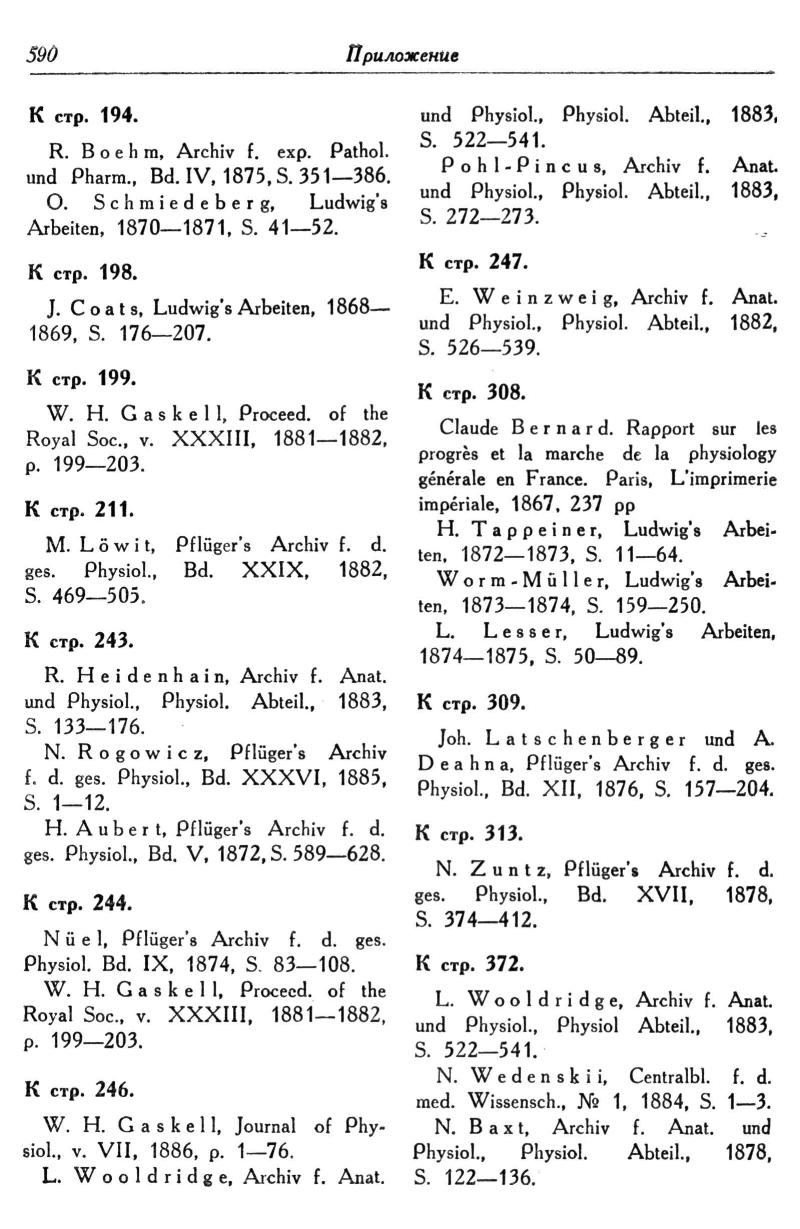 590
Приложение
К стр. 194.
R. Boehm, Archiv f. exp. Pathol.
und Pharm., Bd. IV, 1875, S. 351—386.
O. Schmiedeberg, Ludwig's
Arbeiten, 1870—1871, S. 41—52.
К стр. 198.
J. Coats, Ludwig's Arbeiten, 1868—
1869, S. 176—207.
К стр. 199.
W. H. Gaskell, Proceed. of the
Royal Soc., v. XXXIII, 1881—1882,
p. 199—203.
К стр. 211.
M. Löwit, Pflüger's Archiv f. d.
ges. Physiol., Bd. XXIX, 1882,
S. 469—505.
К стр. 243.
R. Heidenhain, Archiv f. Anat.
und Physiol., Physiol. Abteil., 1883,
S. 133—176.
N. Rogowicz, Pflüger's Archiv
f. d. ges. Physiol., Bd. XXXVI, 1885,
S. 1—12.
H. Aubert, Pflüger's Archiv f. d.
ges. Physiol., Bd. V, 1872, S. 589—628.
К стр. 244.
Nüel, Pflüger's Archiv f. d. ges.
Physiol. Bd. IX, 1874, S. 83—108.
W. H. Gaskell, Proceed. of the
Royal Soc., v. XXXIII, 1881—1882,
p. 199—203.
К стр. 246.
W. H. Gaskell, Journal of Phy-
siol., v. VII, 1886, p. 1—76.
L. Wooldridge, Archiv f. Anat.
und Physiol., Physiol. Abteil., 1883,
S. 522—541.
Pohl-Pincus, Archiv f. Anat.
und Physiol., Physiol. Abteil., 1883,
S. 272—273.
К стр. 247.
E. Weinzweig, Archiv f. Anat.
und Physiol., Physiol. Abteil., 1882,
S. 526—539.
К стр. 308.
Claude Bernard. Rapport sur les
progrès et la marche de la physiology
générale en France. Paris, L'imprimerie
impériale, 1867, 237 pp
H. Tappeiner, Ludwig's Arbei-
ten, 1872—1873, S. 11—64.
Worm-Müller, Ludwig's Arbei-
ten, 1873—1874, S. 159—250.
L. Lesser, Ludwig's Arbeiten,
1874—1875, S. 50—89.
К стр. 309.
Joh. Latschenberger und A.
Deahna, Pflüger's Archiv f. d. ges.
Physiol., Bd. XII, 1876, S. 157—204.
К стр. 313.
N. Zuntz, Pflüger's Archiv f. d.
ges. Physiol., Bd. XVII, 1878,
S. 374—412.
К стр. 372.
L. Wooldridge, Archiv f. Anat.
und Physiol., Physiol Abteil., 1883,
S. 522—541.
N. Wedenskii, Centralbl. f. d.
med. Wissensch., № 1, 1884, S. 1—3.
N. Baxt, Archiv f. Anat. und
Physiol., Physiol. Abteil., 1878,
S. 122—136.